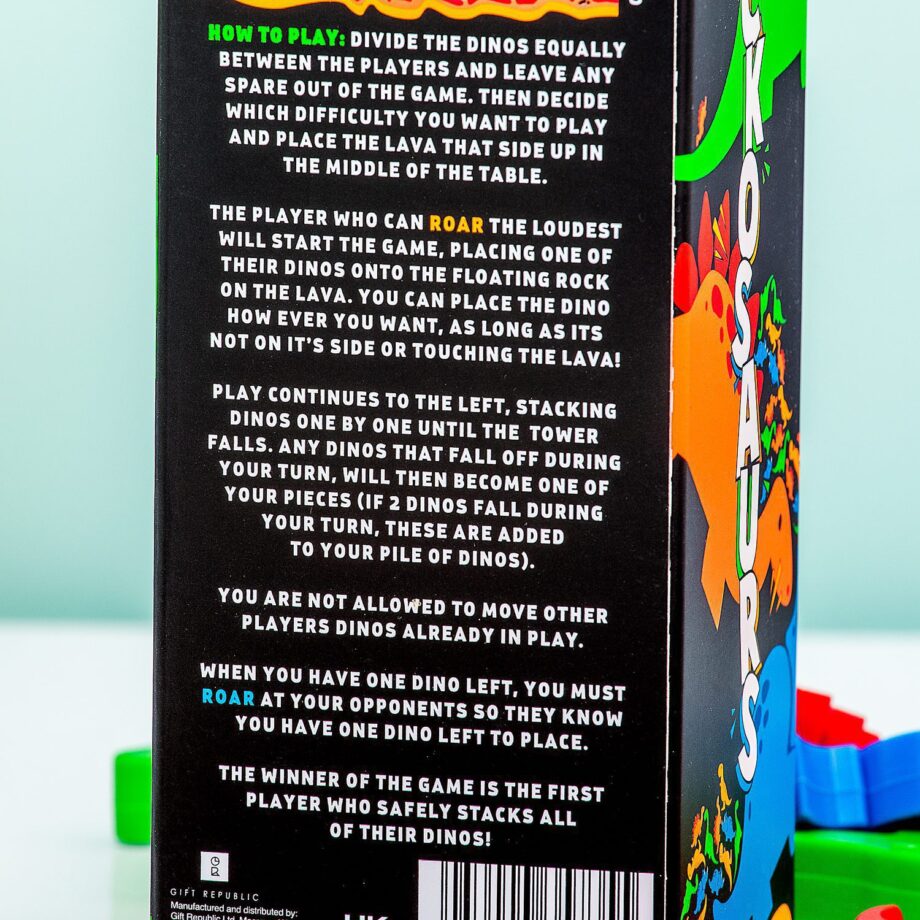 HOW TO PLAY: DIVIDE THE DINOS EQUALLY
BETWEEN THE PLAYERS AND LEAVE ANY
SPARE OUT OF THE GAME. THEN DECIDE
WHICH DIFFICULTY YOU WANT TO PLAY
AND PLACE THE LAVA THAT SIDE UP IN
THE MIDDLE OF THE TABLE.
THE PLAYER WHO CAN ROAR THE LOUDEST
WILL START THE GAME, PLACING ONE OF
THEIR DINOS ONTO THE FLOATING ROCK
ON THE LAVA. YOU CAN PLACE THE DINO
HOW EVER YOU WANT, AS LONG AS ITS
NOT ON IT'S SIDE OR TOUCHING THE LAVA!
PLAY CONTINUES TO THE LEFT, STACKING
DINOS ONE BY ONE UNTIL THE TOWER
FALLS. ANY DINOS THAT FALL OFF DURING
YOUR TURN, WILL THEN BECOME ONE OF
YOUR PIECES (IF 2 DINOS FALL DURING
YOUR TURN, THESE ARE ADDED
TO YOUR PILE OF DINOS).
YOU ARE NOT ALLOWED TO MOVE OTHER
PLAYERS DINOS ALREADY IN PLAY.
WHEN YOU HAVE ONE DINO LEFT, YOU MUST
ROAR AT YOUR OPPONENTS SO THEY KNOW
YOU HAVE ONE DINO LEFT TO PLACE.
THE WINNER OF THE GAME IS THE FIRST
PLAYER WHO SAFELY STACKS ALL
OF THEIR DINOS!
GIFT REPUBLIC
Manufactured and distributed by:
Gift Republic Ltd.
CKOSAURS